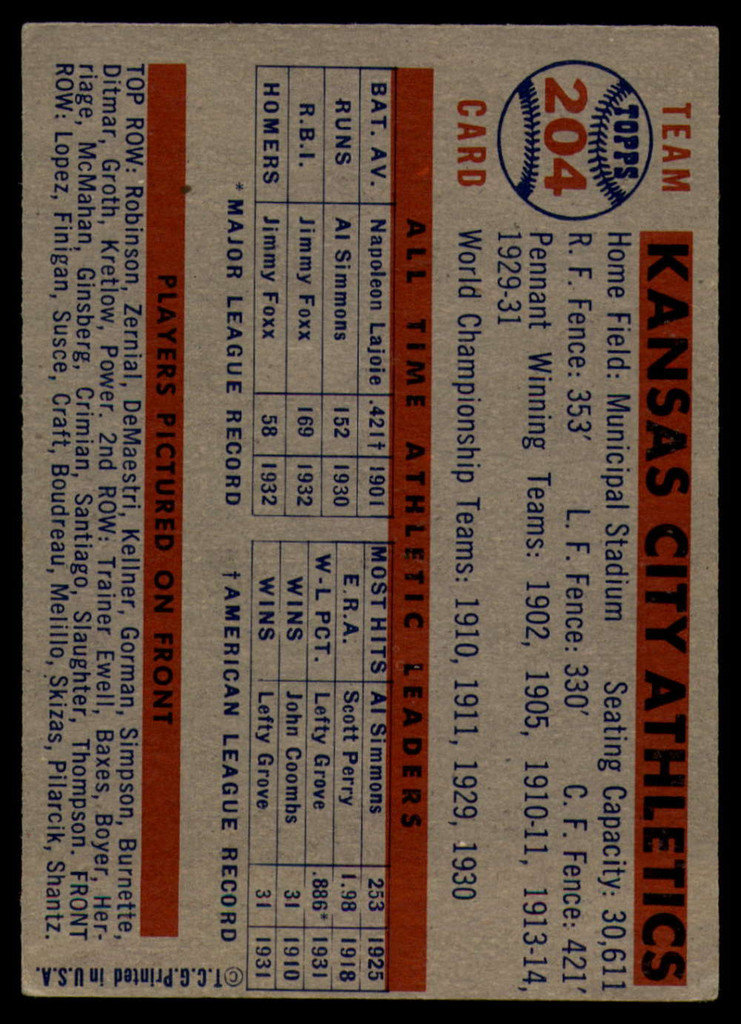 TEAM
CARD
TOPPS
204
KANSAS CITY ATHLETICS
Home Field: Municipal Stadium Seating Capacity: 30,611
R. F. Fence: 353′ L. F. Fence: 330′ C. F. Fence: 421′
Pennant Winning Teams: 1902, 1905, 1910-11, 1913-14,
1929-31
World Championship Teams: 1910, 1911, 1929, 1930
ALL TIME ATHLETIC LEADERS
BAT. AV. Napoleon Lajoie .421† 1901
RUNS Al Simmons 152 1930
R.B.I. Jimmy Foxx 169 1932
HOMERS Jimmy Foxx 58 1932
MOST HITS Al Simmons 253 1925
E.R.A. Scott Perry 1.98 1918
W-L PCT. Lefty Grove .886* 1931
WINS John Coombs 31 1910
WINS Lefty Grove 31 1931
* MAJOR LEAGUE RECORD † AMERICAN LEAGUE RECORD
PLAYERS PICTURED ON FRONT
TOP ROW: Robinson, Zernial, DeMaestri, Kellner, Gorman, Simpson, Burnette,
Ditmar, Groth, Kretlow, Power. 2nd ROW: Trainer Ewell, Baxes, Boyer, Her-
riage, McMahan, Ginsberg, Crimian, Santiago, Slaughter, Thompson. FRONT
ROW: Lopez, Finigan, Susce, Craft, Boudreau, Melillo, Skizas, Pilarcik, Shantz.
©T.C.G. Printed in U.S.A.